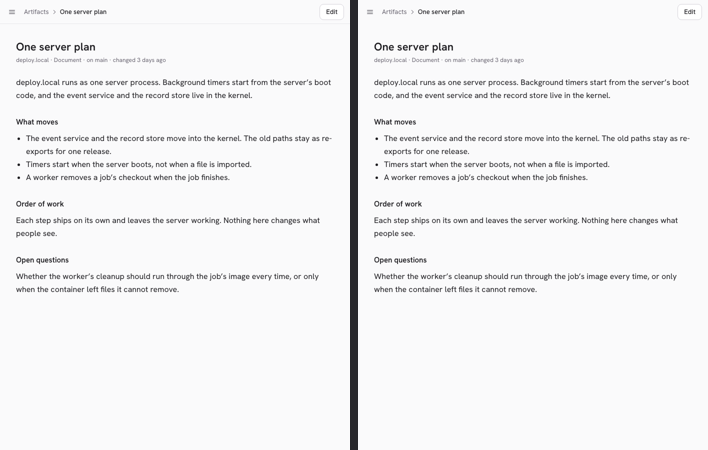 Artifacts > One server plan
Edit
One server plan
deploy.local · Document · on main · changed 3 days ago
deploy.local runs as one server process. Background timers start from the server’s boot
code, and the event service and the record store live in the kernel.
What moves
• The event service and the record store move into the kernel. The old paths stay as re-
exports for one release.
• Timers start when the server boots, not when a file is imported.
• A worker removes a job’s checkout when the job finishes.
Order of work
Each step ships on its own and leaves the server working. Nothing here changes what
people see.
Open questions
Whether the worker’s cleanup should run through the job’s image every time, or only
when the container left files it cannot remove.
Artifacts > One server plan
Edit
One server plan
deploy.local · Document · on main · changed 3 days ago
deploy.local runs as one server process. Background timers start from the server’s boot
code, and the event service and the record store live in the kernel.
What moves
• The event service and the record store move into the kernel. The old paths stay as re-
exports for one release.
• Timers start when the server boots, not when a file is imported.
• A worker removes a job’s checkout when the job finishes.
Order of work
Each step ships on its own and leaves the server working. Nothing here changes what
people see.
Open questions
Whether the worker’s cleanup should run through the job’s image every time, or only
when the container left files it cannot remove.